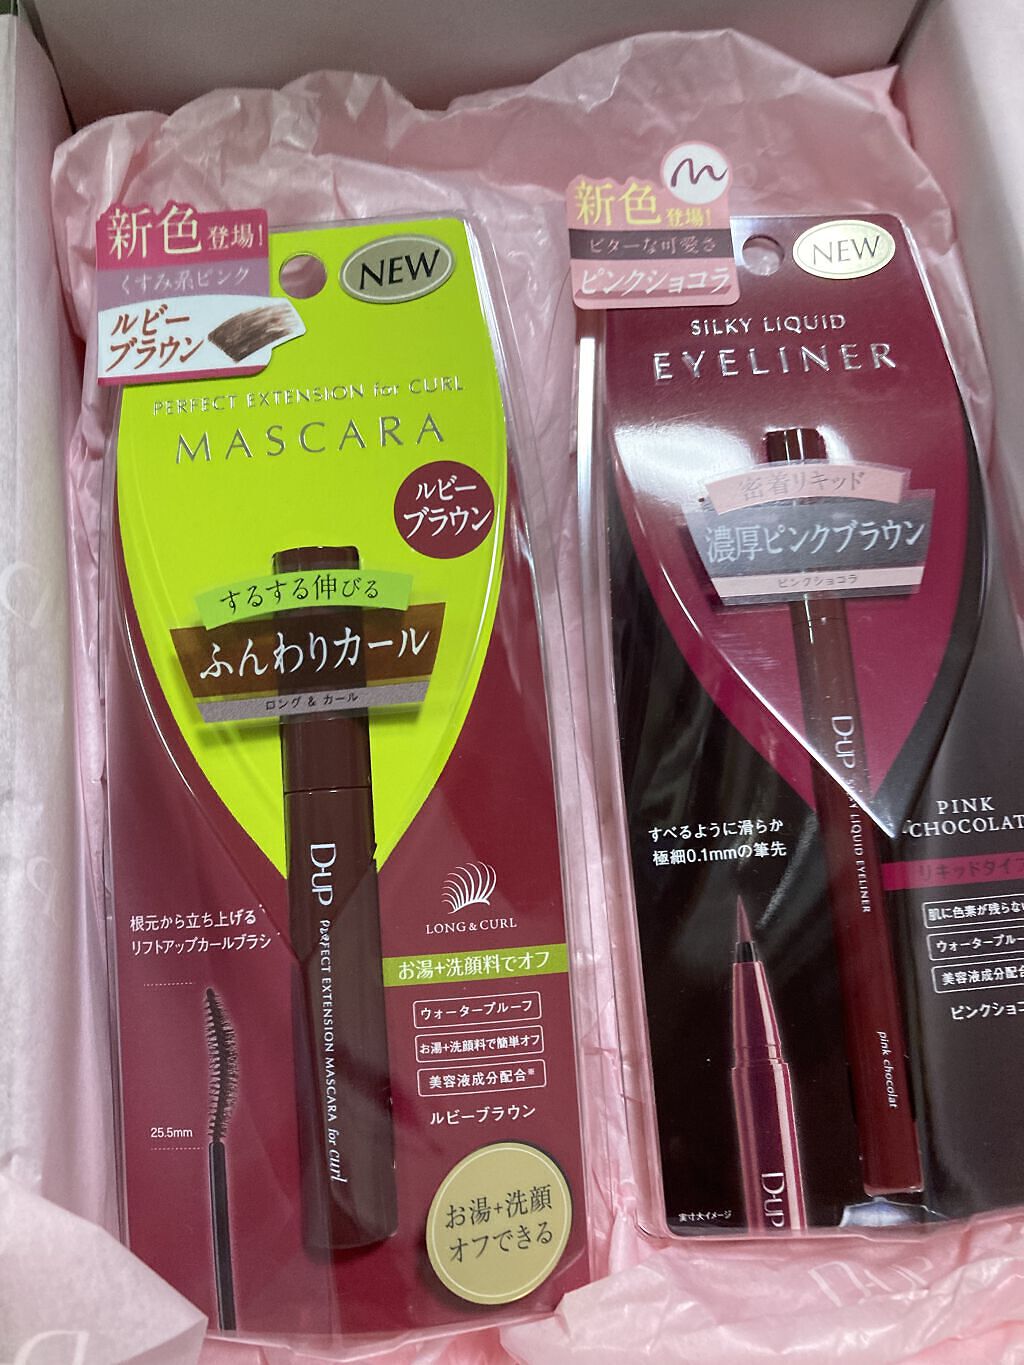 新色登場!
くすみ系ピンク
ルビー
ブラウン
NEW
PERFECT EXTENSION for CURL
MASCARA
ルビー
ブラウン
するする伸びる
ふんわりカール
ロング & カール
D-UP PERFECT EXTENSION MASCARA for curl
LONG & CURL
根元から立ち上げる
リフトアップカールブラシ
お湯+洗顔料でオフ
ウォータープルーフ
お湯+洗顔料で簡単オフ
美容液成分配合※
ルビーブラウン
25.5mm
お湯+洗顔
オフできる
新色登場!
ビターな可愛さ
ピンクショコラ
NEW
SILKY LIQUID
EYELINER
密着リキッド
濃厚ピンクブラウン
ピンクショコラ
D-UP SILKY LIQUID EYELINER
pink chocolat
すべるように滑らか
極細0.1mmの筆先
PINK
CHOCOLAT
リキッドタイプ
肌に色素が残らない
ウォータープルー
美容液成分配合
ピンクショコ
D-UP
実寸大イメージ